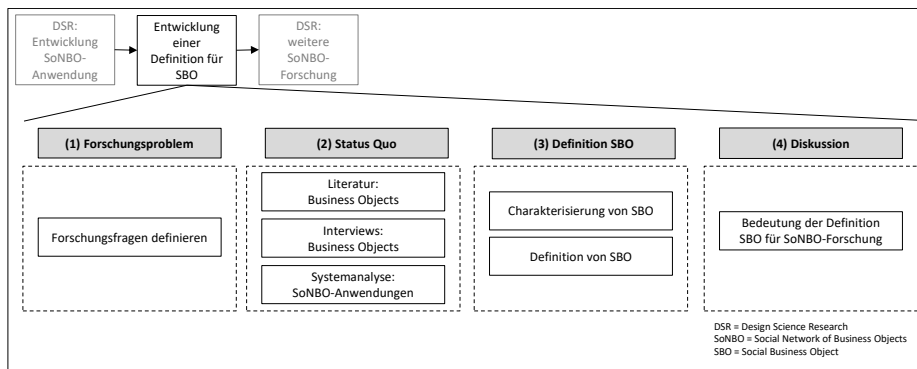 DSR:
Entwicklung
SoNBO-
Anwendung
Entwicklung
einer
Definition für
SBO
DSR:
weitere
SoNBO-
Forschung
(1) Forschungsproblem
(2) Status Quo
(3) Definition SBO
(4) Diskussion
Forschungsfragen definieren
Literatur:
Business Objects
Interviews:
Business Objects
Systemanalyse:
SoNBO-Anwendungen
Charakterisierung von SBO
Definition von SBO
Bedeutung der Definition
SBO für SoNBO-Forschung
DSR = Design Science Research
SoNBO = Social Network of Business Objects
SBO = Social Business Object